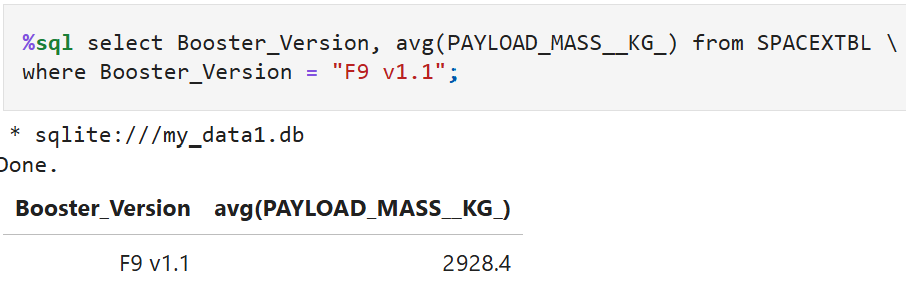 %sql select Booster_Version, avg(PAYLOAD_MASS__KG_) from SPACEXTBL \
where Booster_Version = "F9 v1.1";
* sqlite:///my_data1.db
Done.
Booster_Version avg(PAYLOAD_MASS__KG_)
F9 v1.1 2928.4